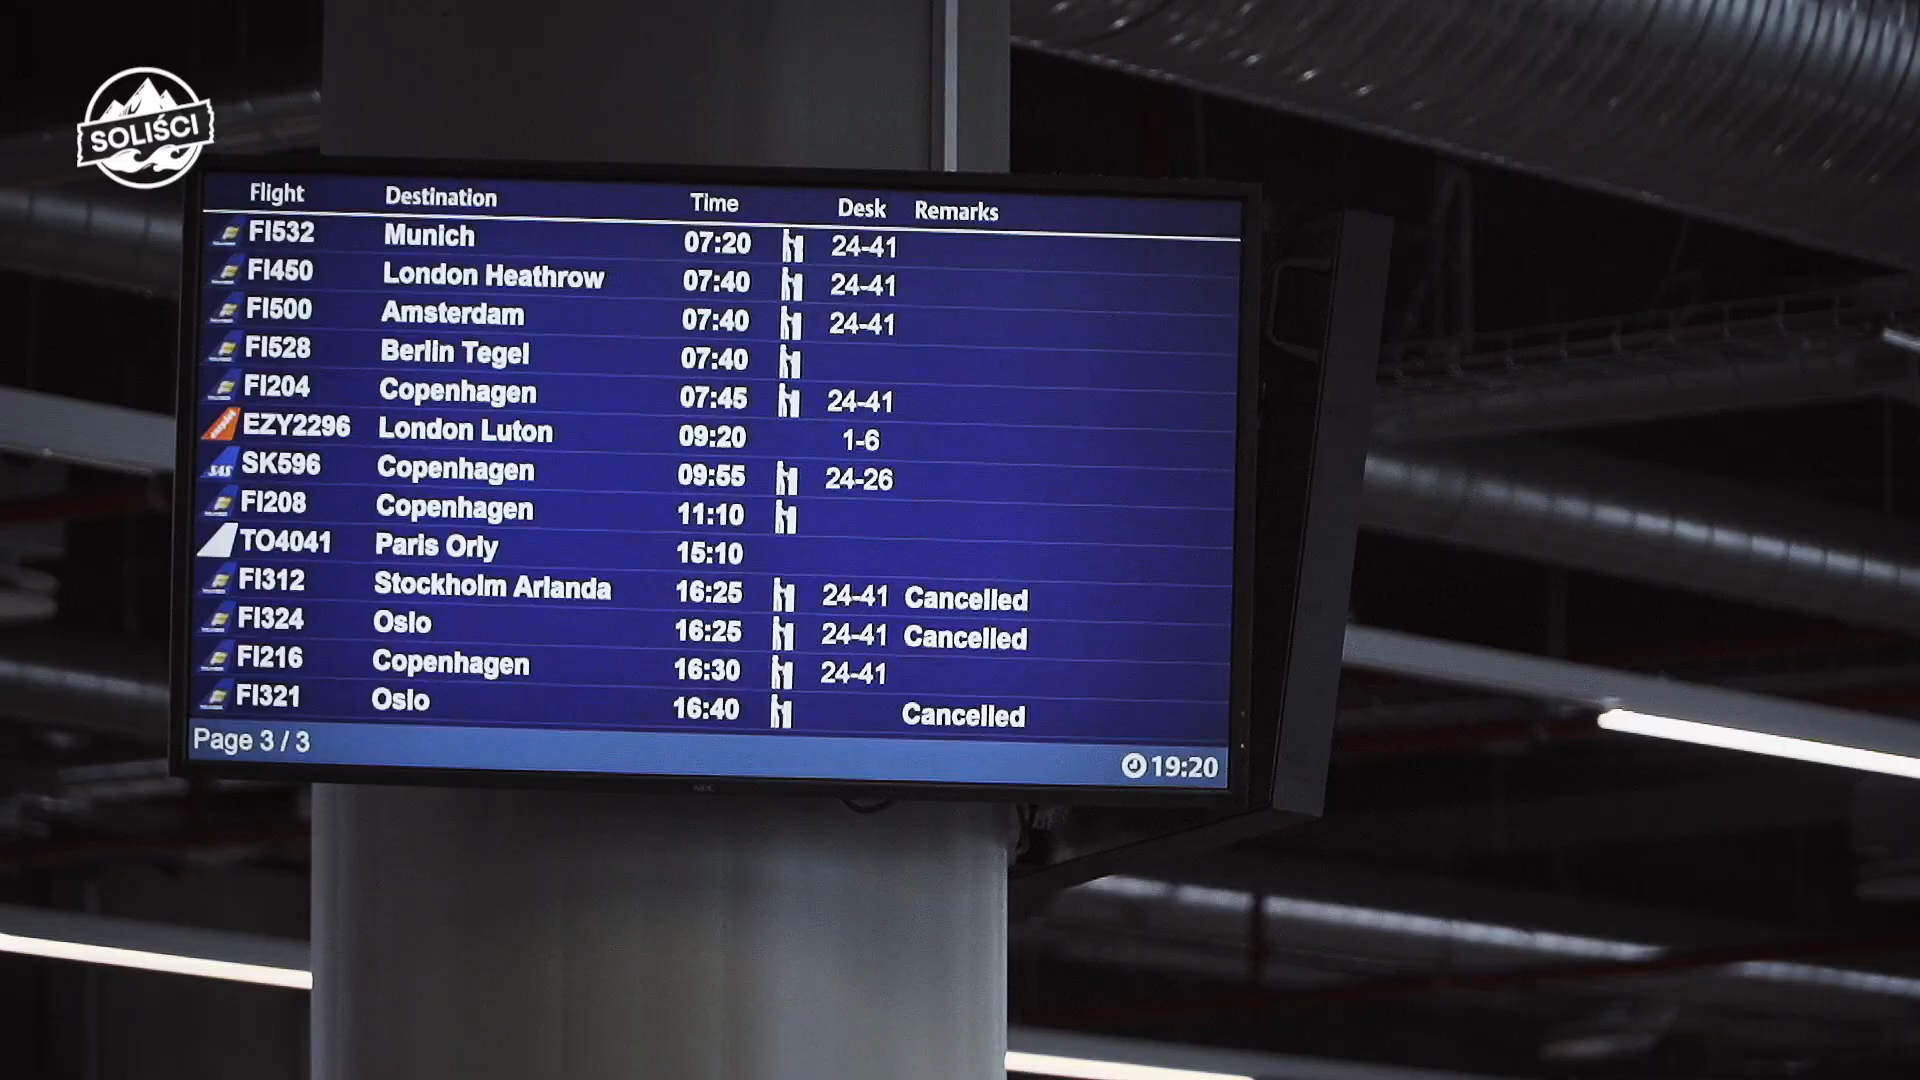 SOLIŚCI
Flight Destination Time Desk Remarks
FI532 Munich 07:20 24-41
FI450 London Heathrow 07:40 24-41
FI500 Amsterdam 07:40 24-41
FI528 Berlin Tegel 07:40
FI204 Copenhagen 07:45 24-41
EZY2296 London Luton 09:20 1-6
SAS SK596 Copenhagen 09:55 24-26
FI208 Copenhagen 11:10
TO4041 Paris Orly 15:10
FI312 Stockholm Arlanda 16:25 24-41 Cancelled
FI324 Oslo 16:25 24-41 Cancelled
FI216 Copenhagen 16:30 24-41
FI321 Oslo 16:40 Cancelled
Page 3 / 3 19:20
NEC